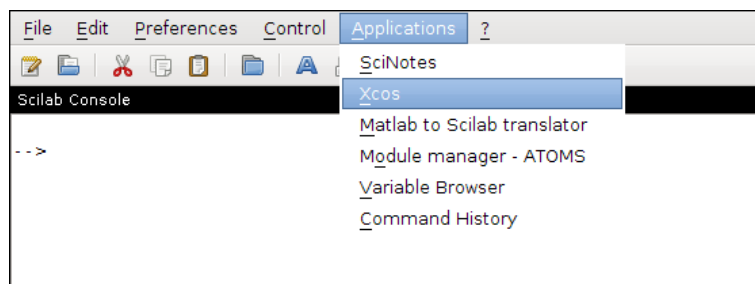 File Edit Preferences Control Applications ?
SciNotes
Scilab Console
Xcos
Matlab to Scilab translator
-->
Module manager - ATOMS
Variable Browser
Command History